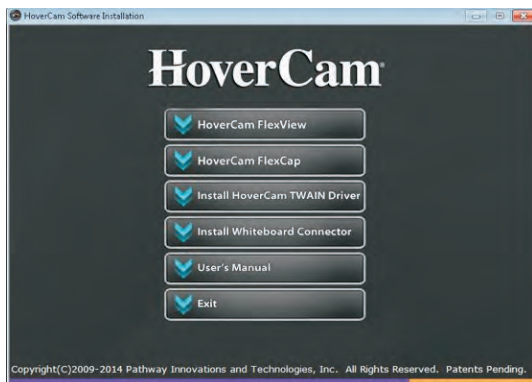 HoverCam Software Installation
HoverCam
HoverCam FlexView
HoverCam FlexCap
Install HoverCam TWAIN Driver
Install Whiteboard Connector
User's Manual
Exit
Copyright(C)2009-2014 Pathway Innovations and Technologies, Inc. All Rights Reserved. Patents Pending.